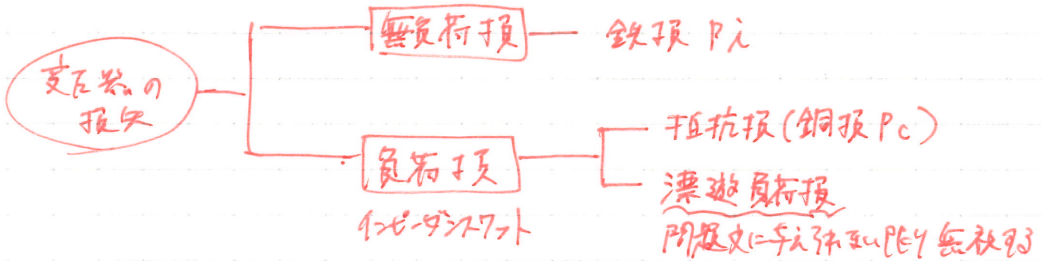 変圧器の
損失
無負荷損
鉄損 Pi
負荷損
インピーダンスワット
抵抗損(銅損 Pc)
漂遊負荷損
問題文に与えられない限り無視する